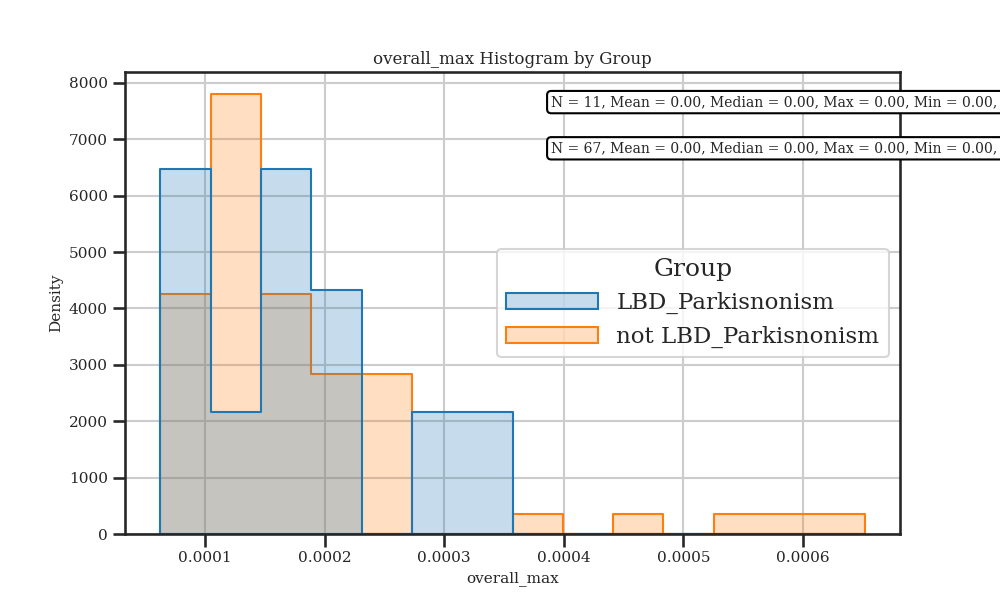 overall_max Histogram by Group
8000
7000
6000
5000
4000
3000
2000
1000
0
Density
N = 11, Mean = 0.00, Median = 0.00, Max = 0.00, Min = 0.00,
N = 67, Mean = 0.00, Median = 0.00, Max = 0.00, Min = 0.00,
Group
LBD_Parkisnonism
not LBD_Parkisnonism
0.0001 0.0002 0.0003 0.0004 0.0005 0.0006
overall_max